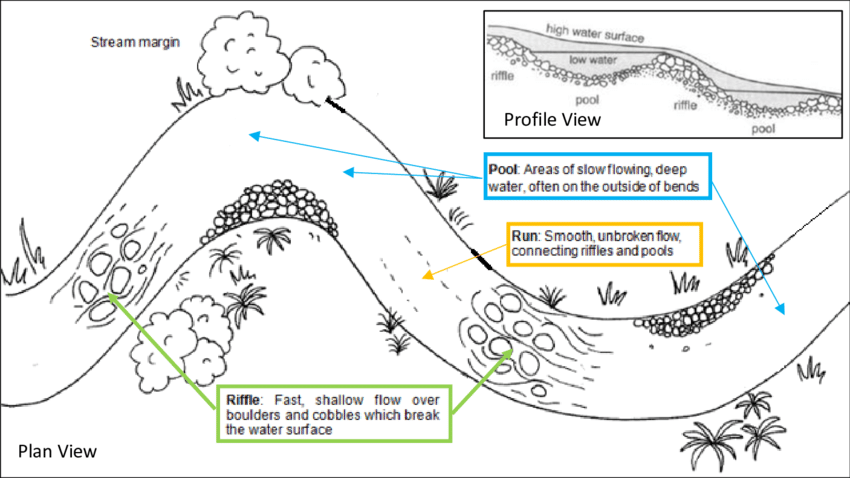 Stream margin
high water surface
low water
riffle
pool
riffle
pool
Profile View
Pool: Areas of slow flowing, deep
water, often on the outside of bends
Run: Smooth, unbroken flow,
connecting riffles and pools
Riffle: Fast, shallow flow over
boulders and cobbles which break
the water surface
Plan View